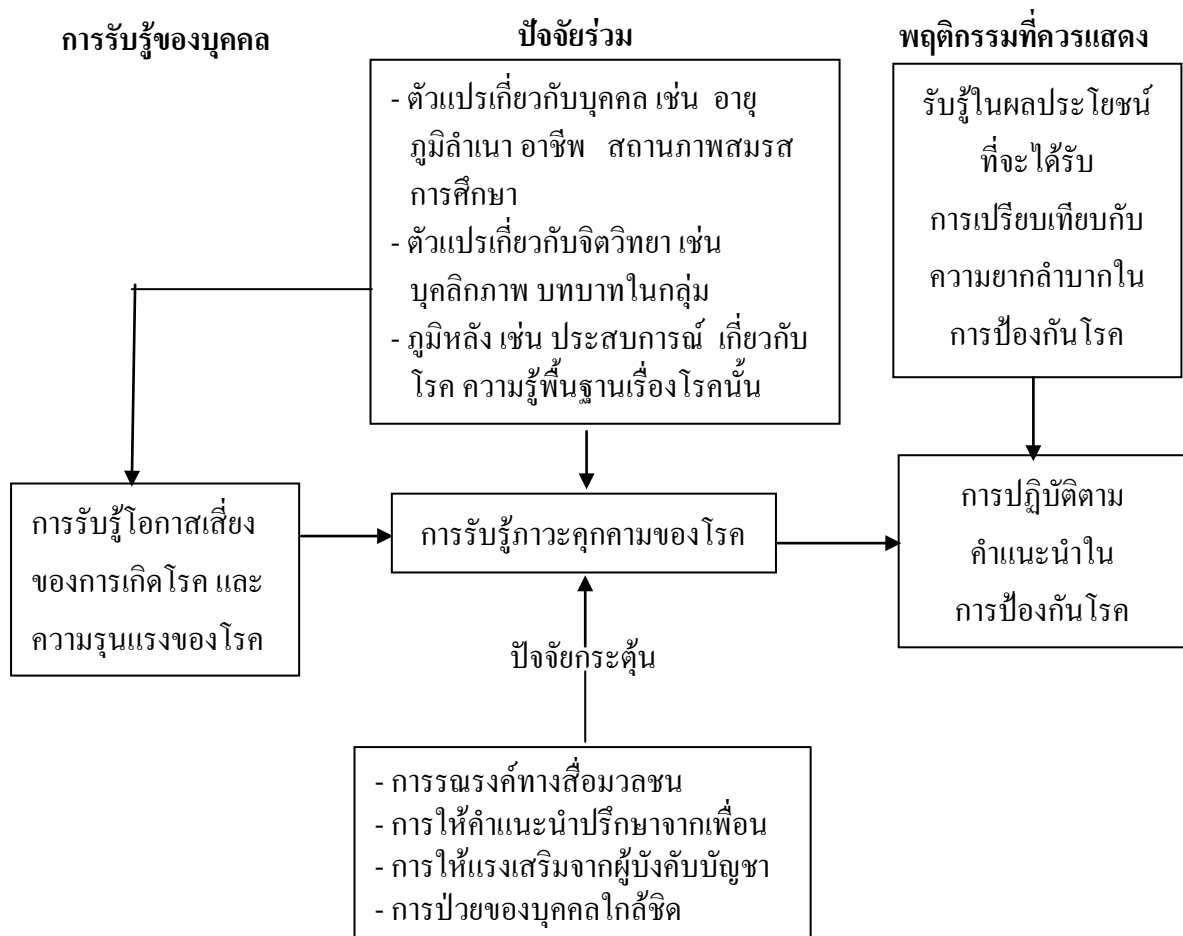 การรับรู้ของบุคคล
ปัจจัยร่วม
พฤติกรรมที่ควรแสดง
- ตัวแปรเกี่ยวกับบุคคล เช่น อายุ
ภูมิลำเนา อาชีพ สถานภาพสมรส
การศึกษา
- ตัวแปรเกี่ยวกับจิตวิทยา เช่น
บุคลิกภาพ บทบาทในกลุ่ม
- ภูมิหลัง เช่น ประสบการณ์ เกี่ยวกับ
โรค ความรู้พื้นฐานเรื่องโรคนั้น
รับรู้ในผลประโยชน์
ที่จะได้รับ
การเปรียบเทียบกับ
ความยากลำบากใน
การป้องกันโรค
การรับรู้โอกาสเสี่ยง
ของการเกิดโรค และ
ความรุนแรงของโรค
การรับรู้ภาวะคุกคามของโรค
การปฏิบัติตาม
คำแนะนำใน
การป้องกันโรค
ปัจจัยกระตุ้น
- การรณรงค์ทางสื่อมวลชน
- การให้คำแนะนำปรึกษาจากเพื่อน
- การให้แรงเสริมจากผู้บังคับบัญชา
- การป่วยของบุคคลใกล้ชิด